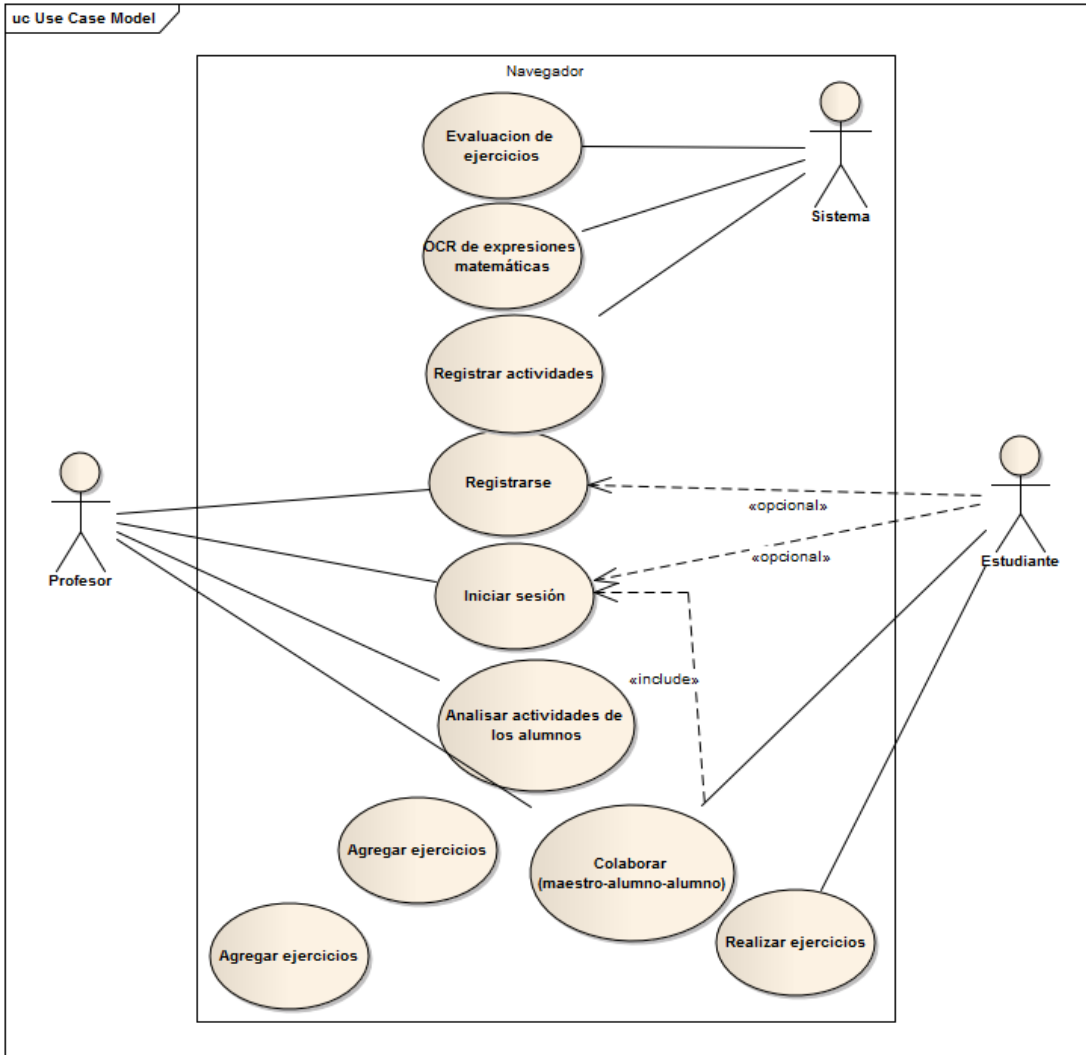 uc Use Case Model
Navegador
Evaluacion de
ejercicios
Sistema
OCR de expresiones
matemáticas
Registrar actividades
Registrarse
«opcional»
«opcional»
Profesor
Estudiante
Iniciar sesión
«include»
Analisar actividades de
los alumnos
Agregar ejercicios
Colaborar
(maestro-alumno-alumno)
Agregar ejercicios
Realizar ejercicios